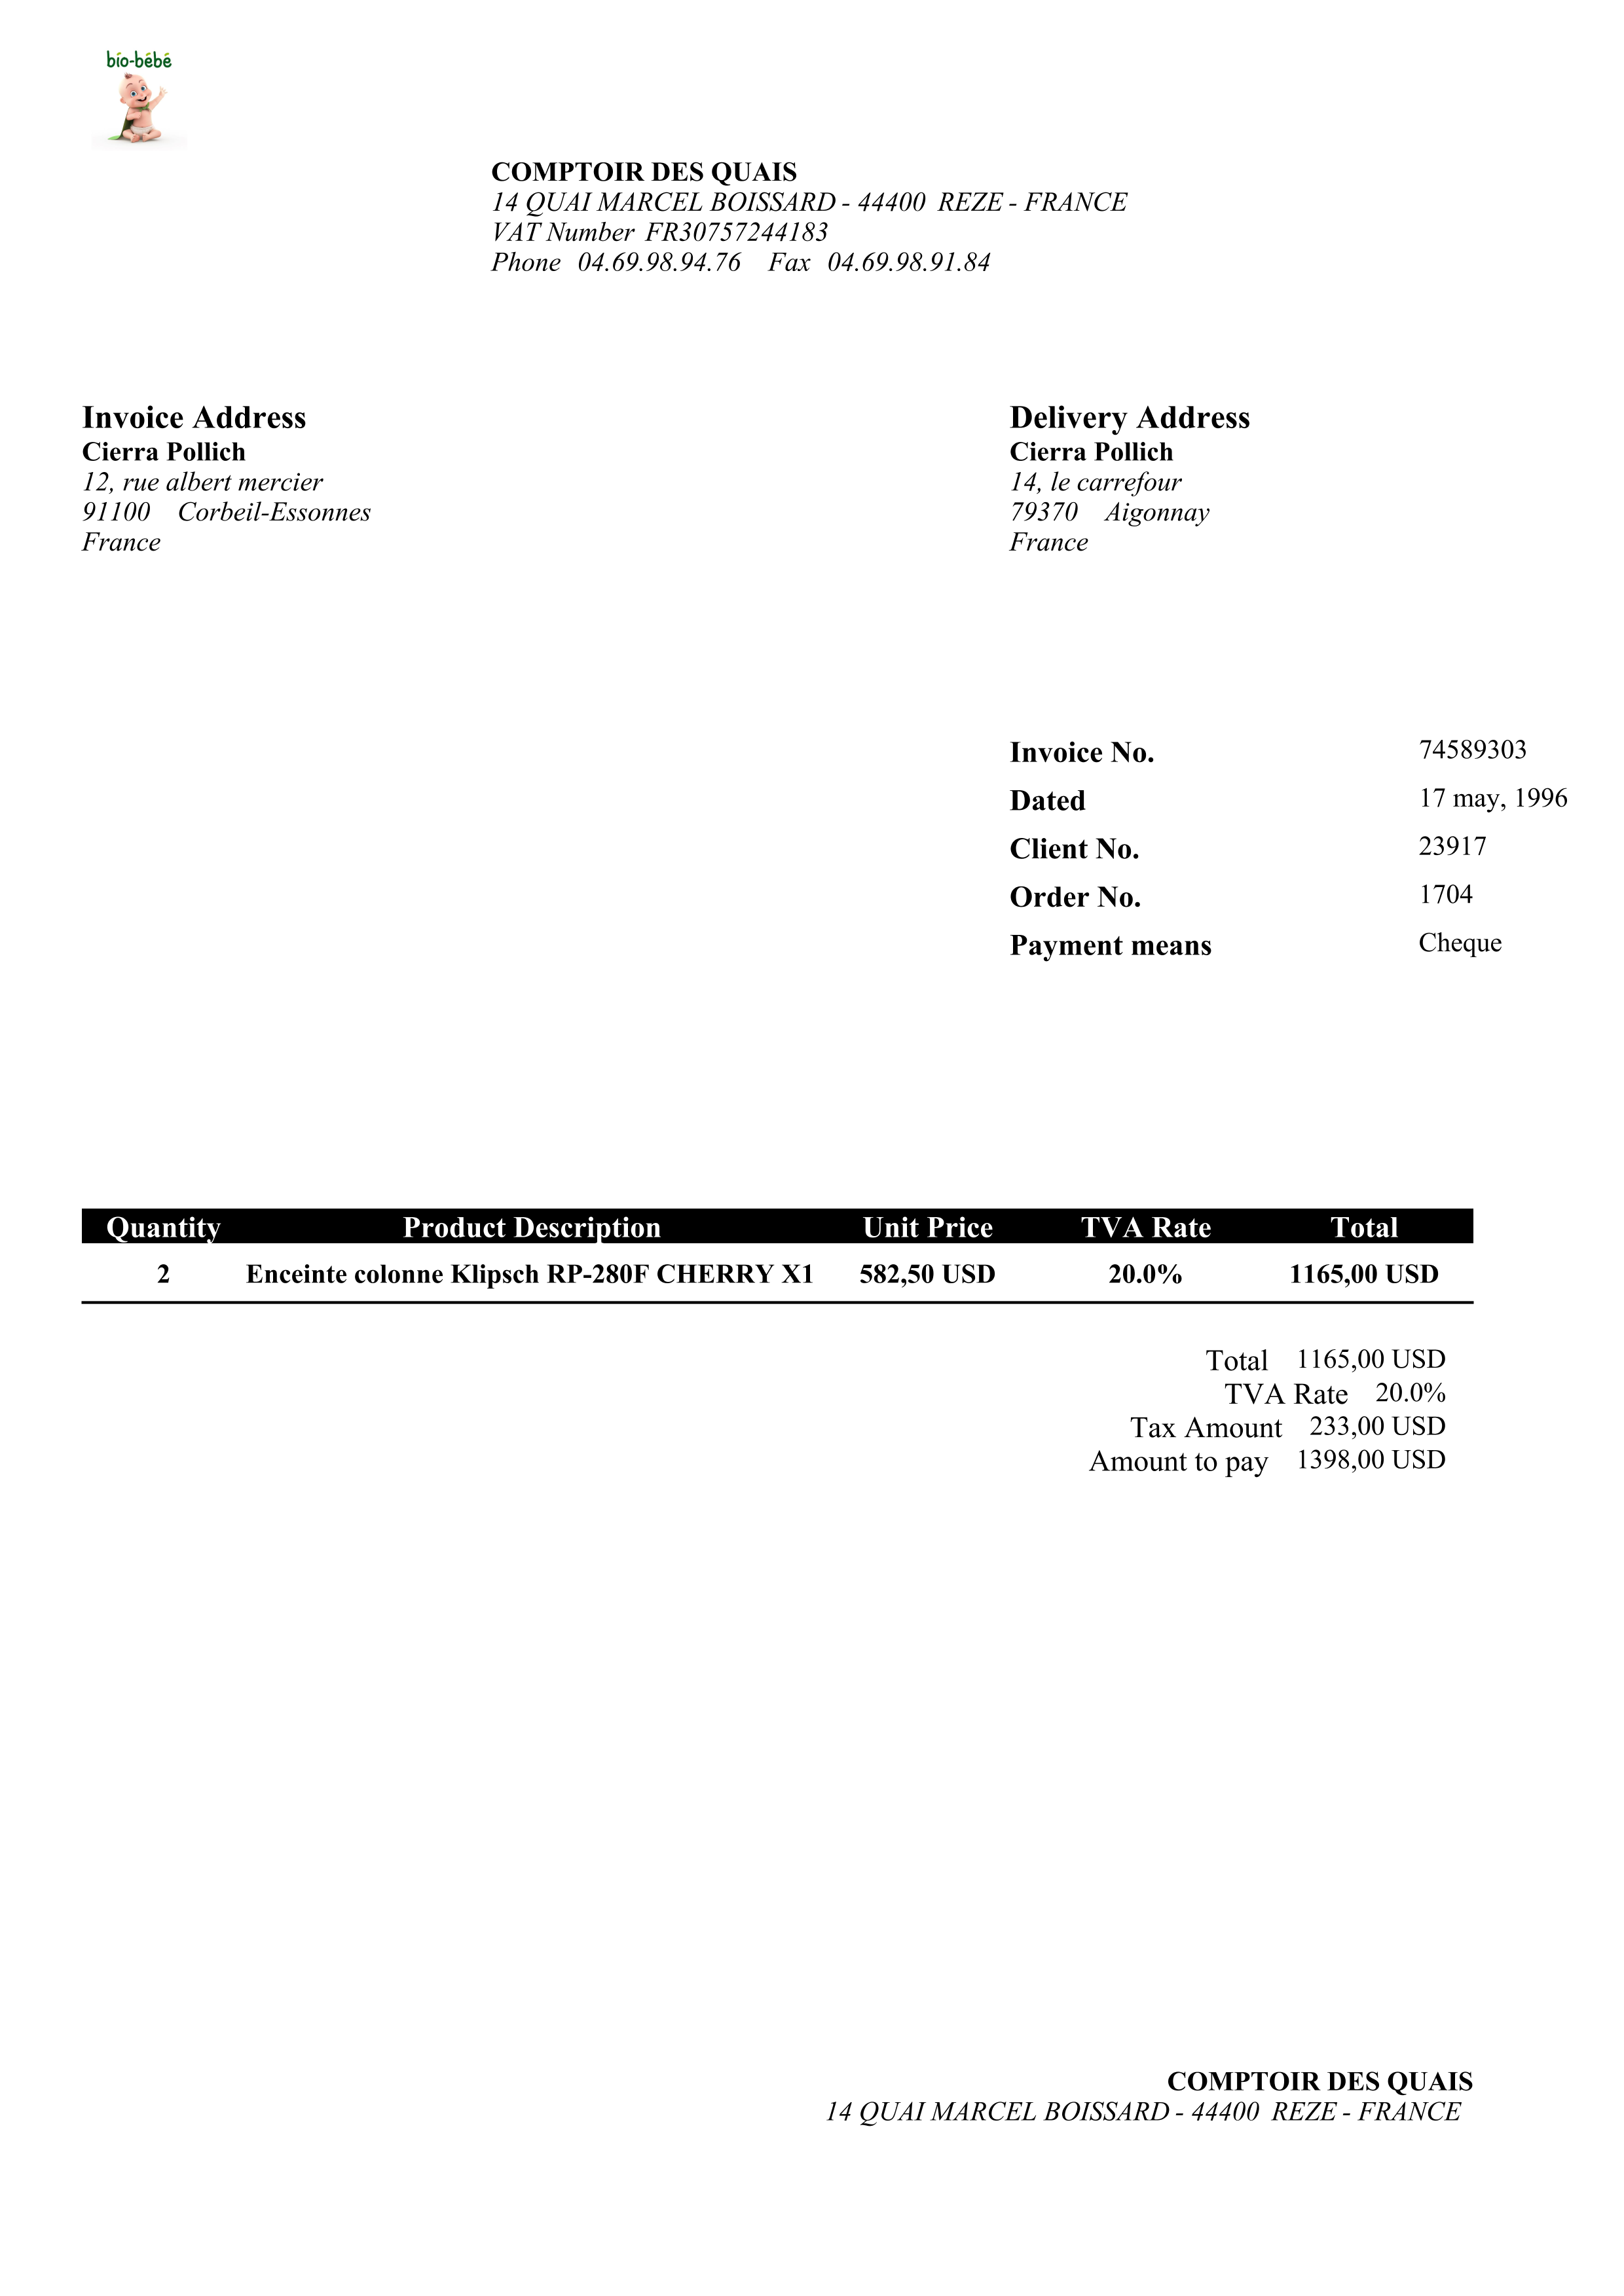 bio-bébé
COMPTOIR DES QUAIS
14 QUAI MARCEL BOISSARD - 44400 REZE - FRANCE
VAT Number FR30757244183
Phone 04.69.98.94.76 Fax 04.69.98.91.84
Invoice Address
Cierra Pollich
12, rue albert mercier
91100 Corbeil-Essonnes
France
Delivery Address
Cierra Pollich
14, le carrefour
79370 Aigonnay
France
Invoice No. 74589303
Dated 17 may, 1996
Client No. 23917
Order No. 1704
Payment means Cheque
Quantity Product Description Unit Price TVA Rate Total
2 Enceinte colonne Klipsch RP-280F CHERRY X1 582,50 USD 20.0% 1165,00 USD
Total 1165,00 USD
TVA Rate 20.0%
Tax Amount 233,00 USD
Amount to pay 1398,00 USD
COMPTOIR DES QUAIS
14 QUAI MARCEL BOISSARD - 44400 REZE - FRANCE